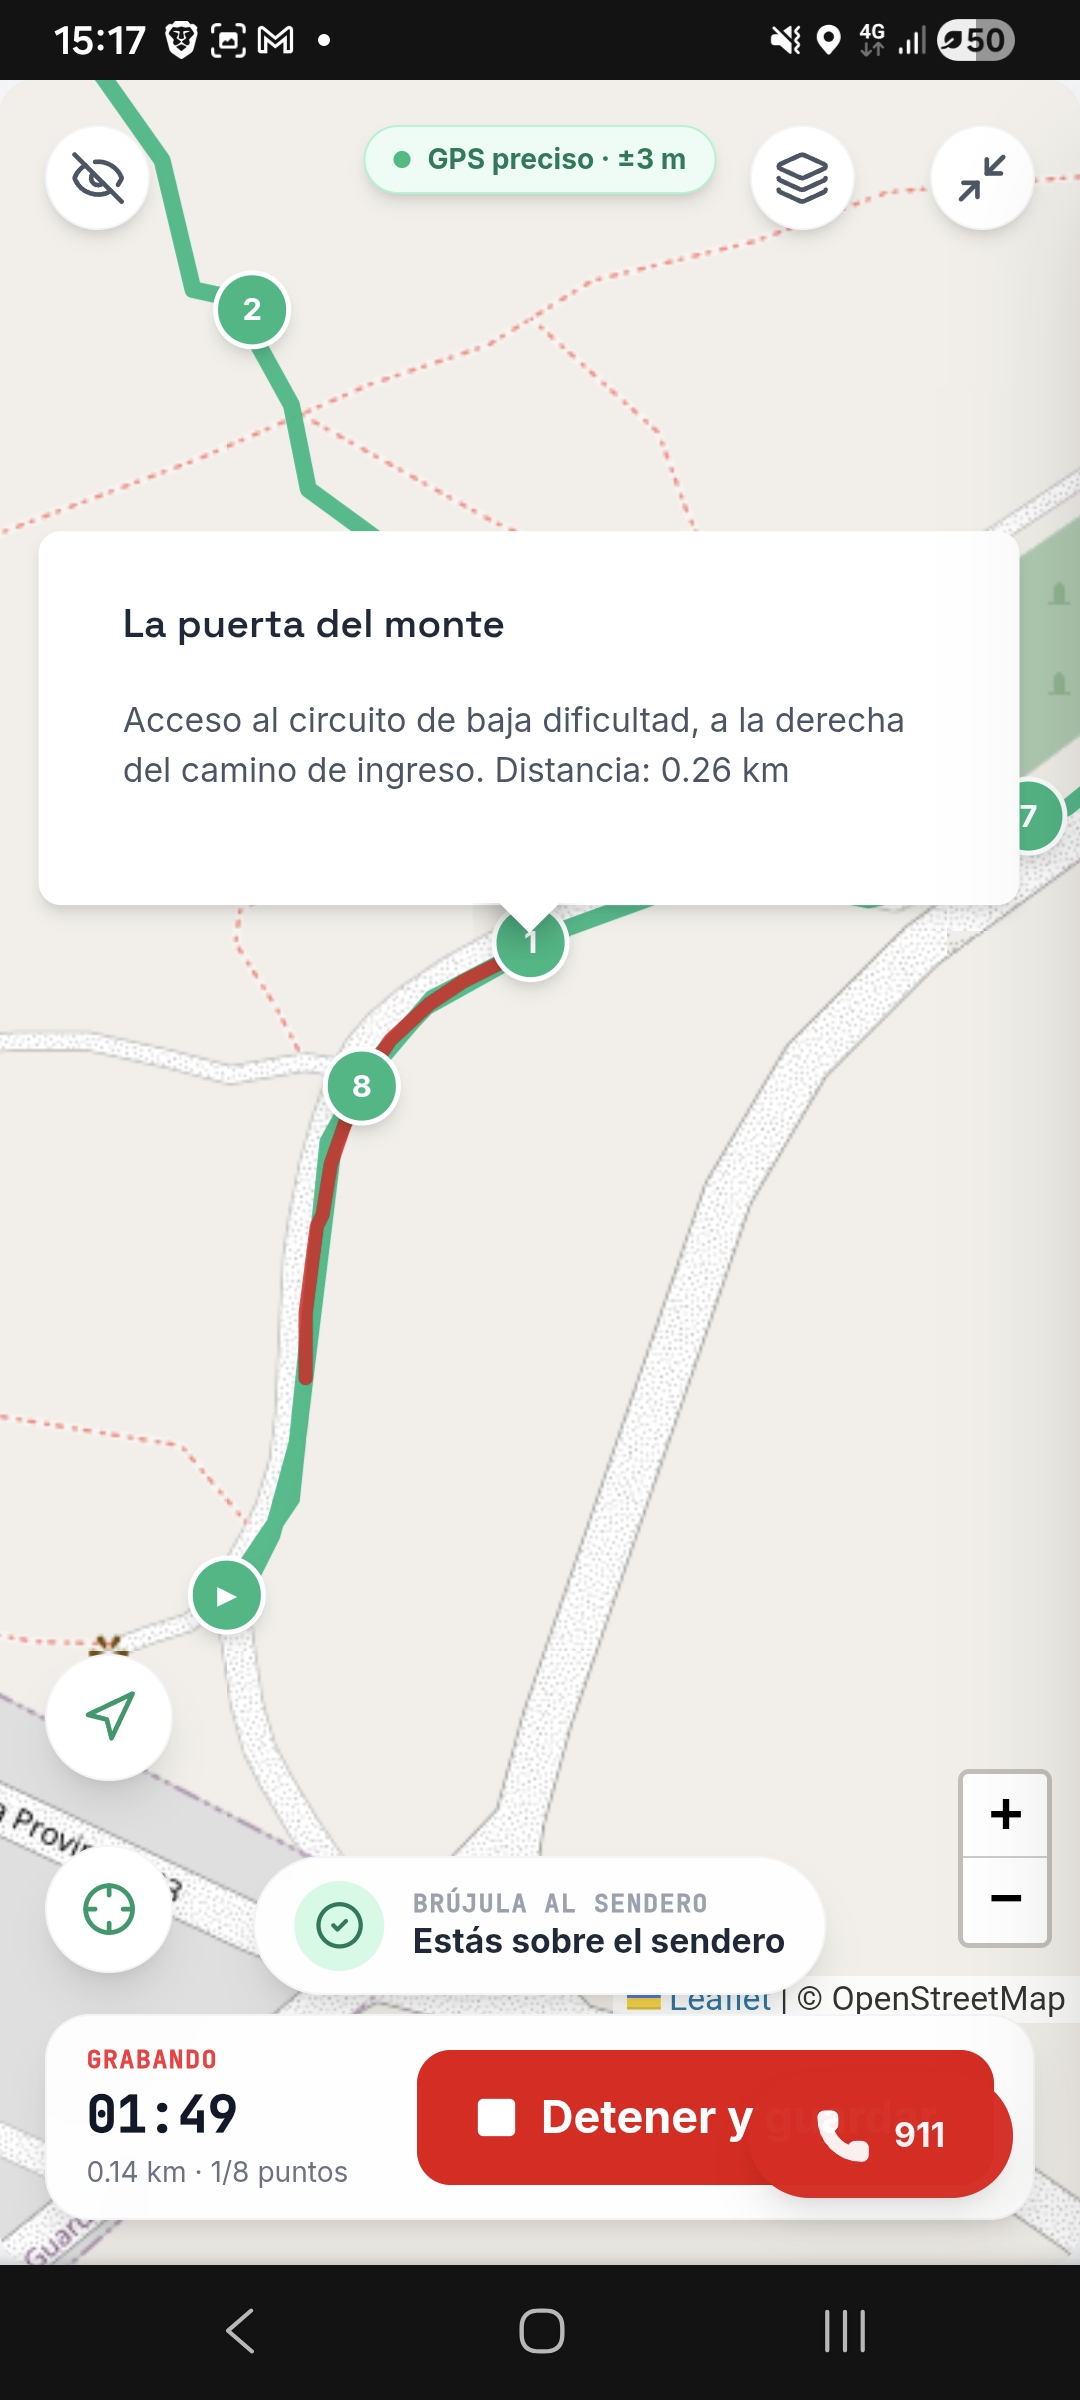 15:17
4G
50
GPS preciso · ±3 m
2
La puerta del monte
Acceso al circuito de baja dificultad, a la derecha
del camino de ingreso. Distancia: 0.26 km
7
1
8
BRÚJULA AL SENDERO
Estás sobre el sendero
Leaflet | © OpenStreetMap
GRABANDO
01:49
0.14 km · 1/8 puntos
Detener y guardar
911